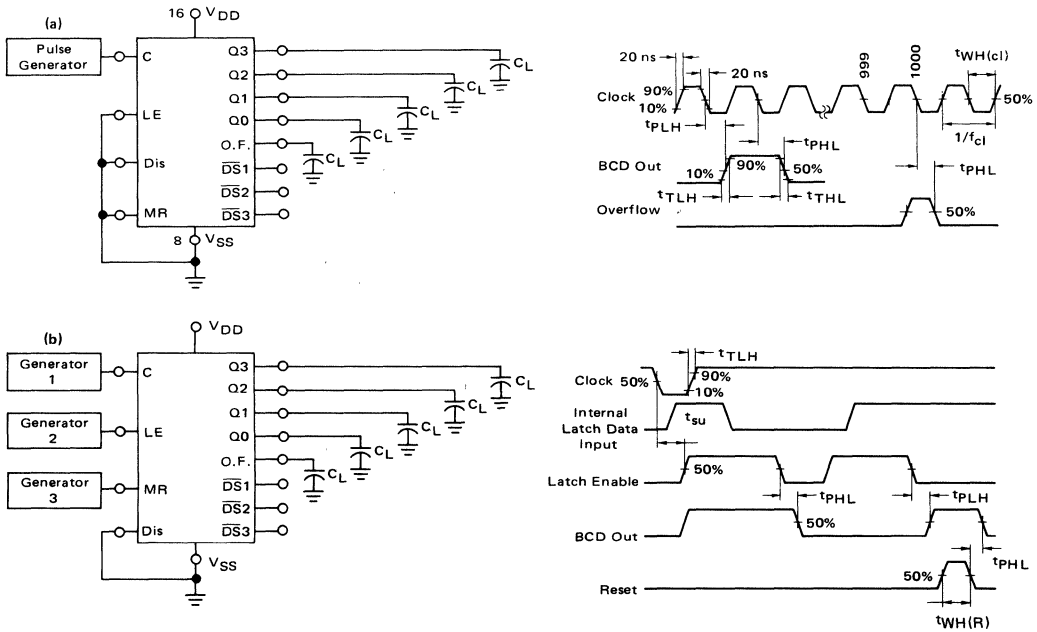 (a)
16 VDD
Pulse Generator
C
LE
Dis
MR
Q3
Q2
Q1
Q0
O.F.
DS1
DS2
DS3
CL
CL
CL
CL
CL
8 VSS
20 ns
20 ns
999
1000
tWH(cl)
Clock
90%
10%
50%
tPLH
tPHL
1/fcl
tPHL
BCD Out
10%
90%
50%
tTLH
tTHL
Overflow
50%
(b)
VDD
Generator 1
Generator 2
Generator 3
C
LE
MR
Dis
Q3
Q2
Q1
Q0
O.F.
DS1
DS2
DS3
CL
CL
CL
CL
CL
VSS
tTLH
Clock
50%
90%
10%
Internal
Latch Data
Input
tsu
Latch Enable
50%
tPHL
tPLH
BCD Out
50%
tPHL
Reset
50%
tWH(R)